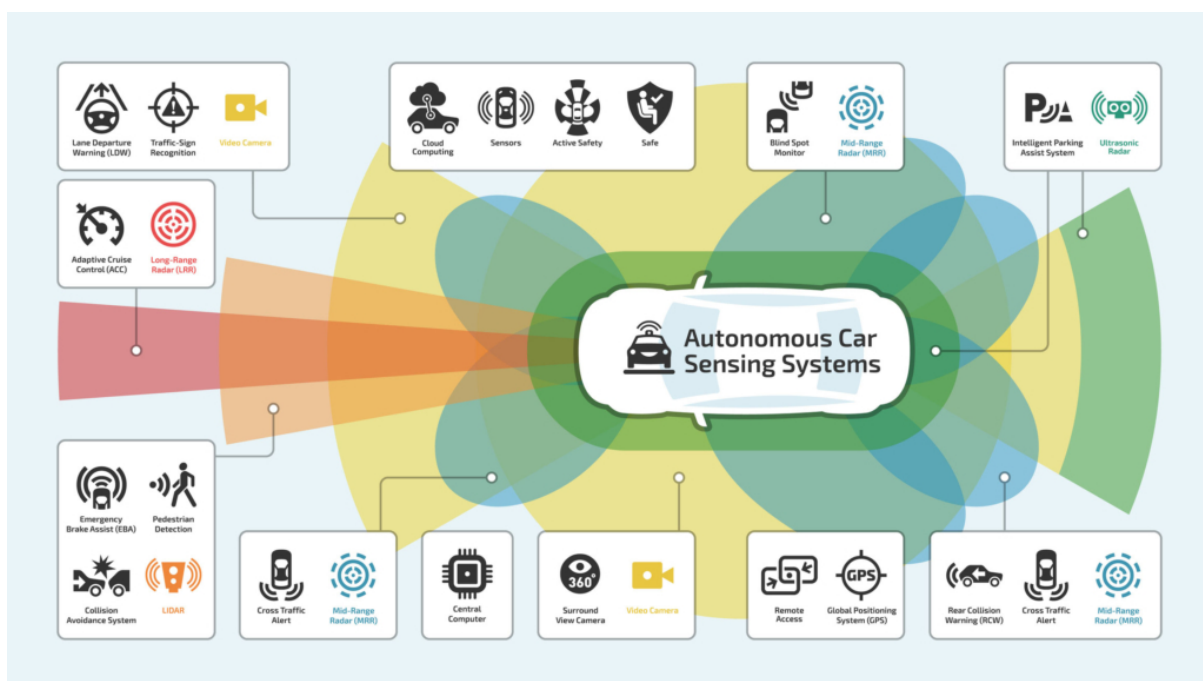 Lane Departure
Warning (LDW)
Traffic-Sign
Recognition
Video Camera
Cloud
Computing
Sensors
Active Safety
Safe
Blind Spot
Monitor
Mid-Range
Radar (MRR)
Intelligent Parking
Assist System
Ultrasonic
Radar
Adaptive Cruise
Control (ACC)
Long-Range
Radar (LRR)
Autonomous Car
Sensing Systems
Emergency
Brake Assist (EBA)
Pedestrian
Detection
Collision
Avoidance System
LIDAR
Cross Traffic
Alert
Mid-Range
Radar (MRR)
Central
Computer
360°
Surround
View Camera
Video Camera
Remote
Access
GPS
Global Positioning
System (GPS)
Rear Collision
Warning (RCW)
Cross Traffic
Alert
Mid-Range
Radar (MRR)